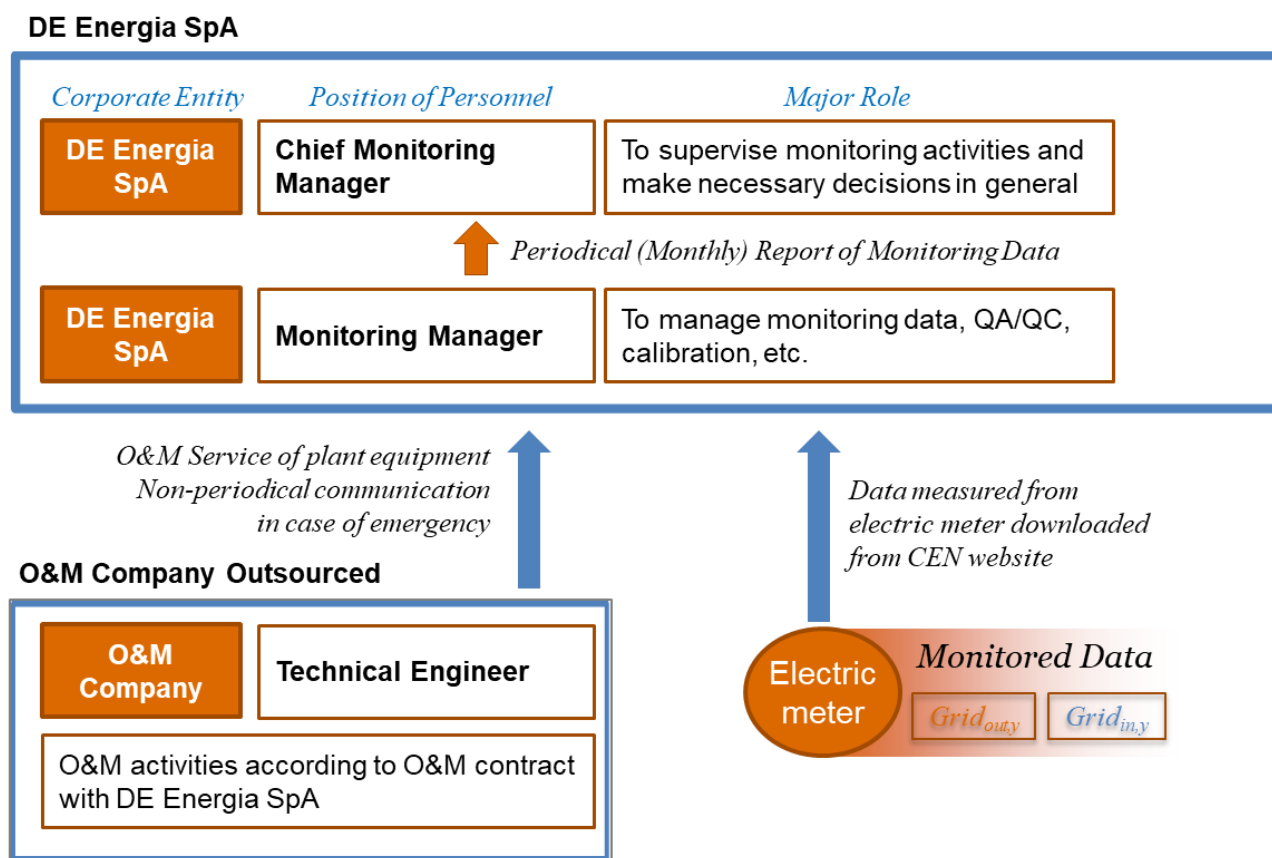 DE Energia SpA
Corporate Entity
Position of Personnel
Major Role
DE Energia
SpA
Chief Monitoring
Manager
To supervise monitoring activities and
make necessary decisions in general
Periodical (Monthly) Report of Monitoring Data
DE Energia
SpA
Monitoring Manager
To manage monitoring data, QA/QC,
calibration, etc.
O&M Service of plant equipment
Non-periodical communication
in case of emergency
Data measured from
electric meter downloaded
from CEN website
O&M Company Outsourced
O&M
Company
Technical Engineer
O&M activities according to O&M contract
with DE Energia SpA
Electric
meter
Monitored Data
Grid_out,y
Grid_in,y